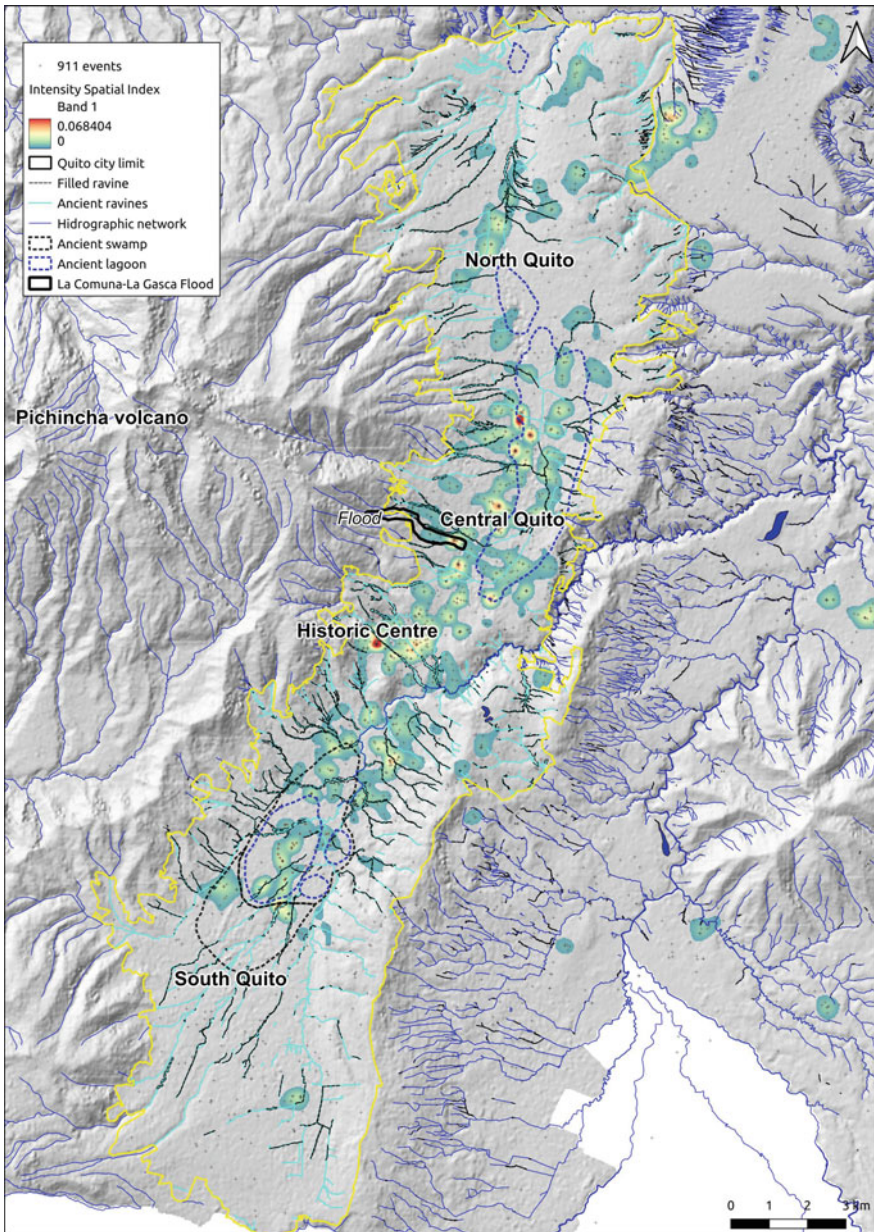 911 events
Intensity Spatial Index
Band 1
0.068404
0
Quito city limit
Filled ravine
Ancient ravines
Hidrographic network
Ancient swamp
Ancient lagoon
La Comuna-La Gasca Flood
North Quito
Pichincha volcano
Flood
Central Quito
Historic Centre
South Quito
0 1 2 3 km